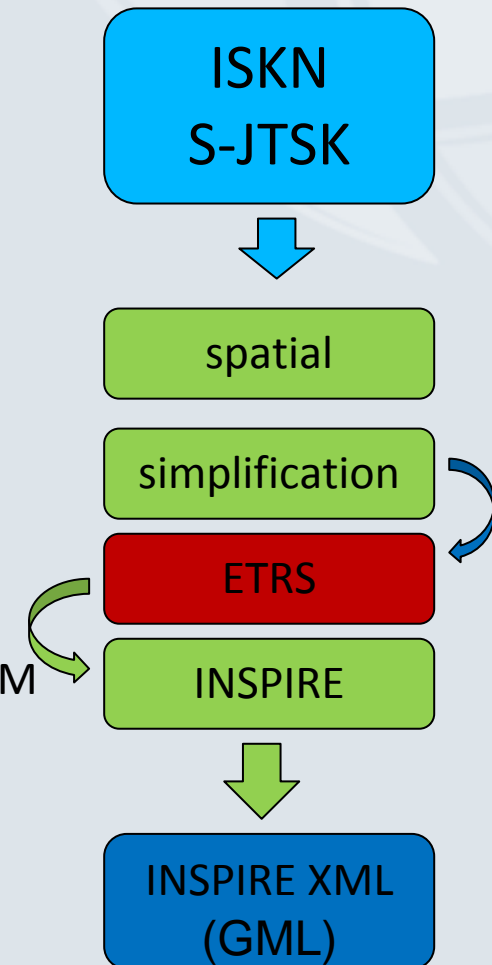 ISKN
S-JTSK
spatial
simplification
ETRS
M
INSPIRE
INSPIRE XML
(GML)